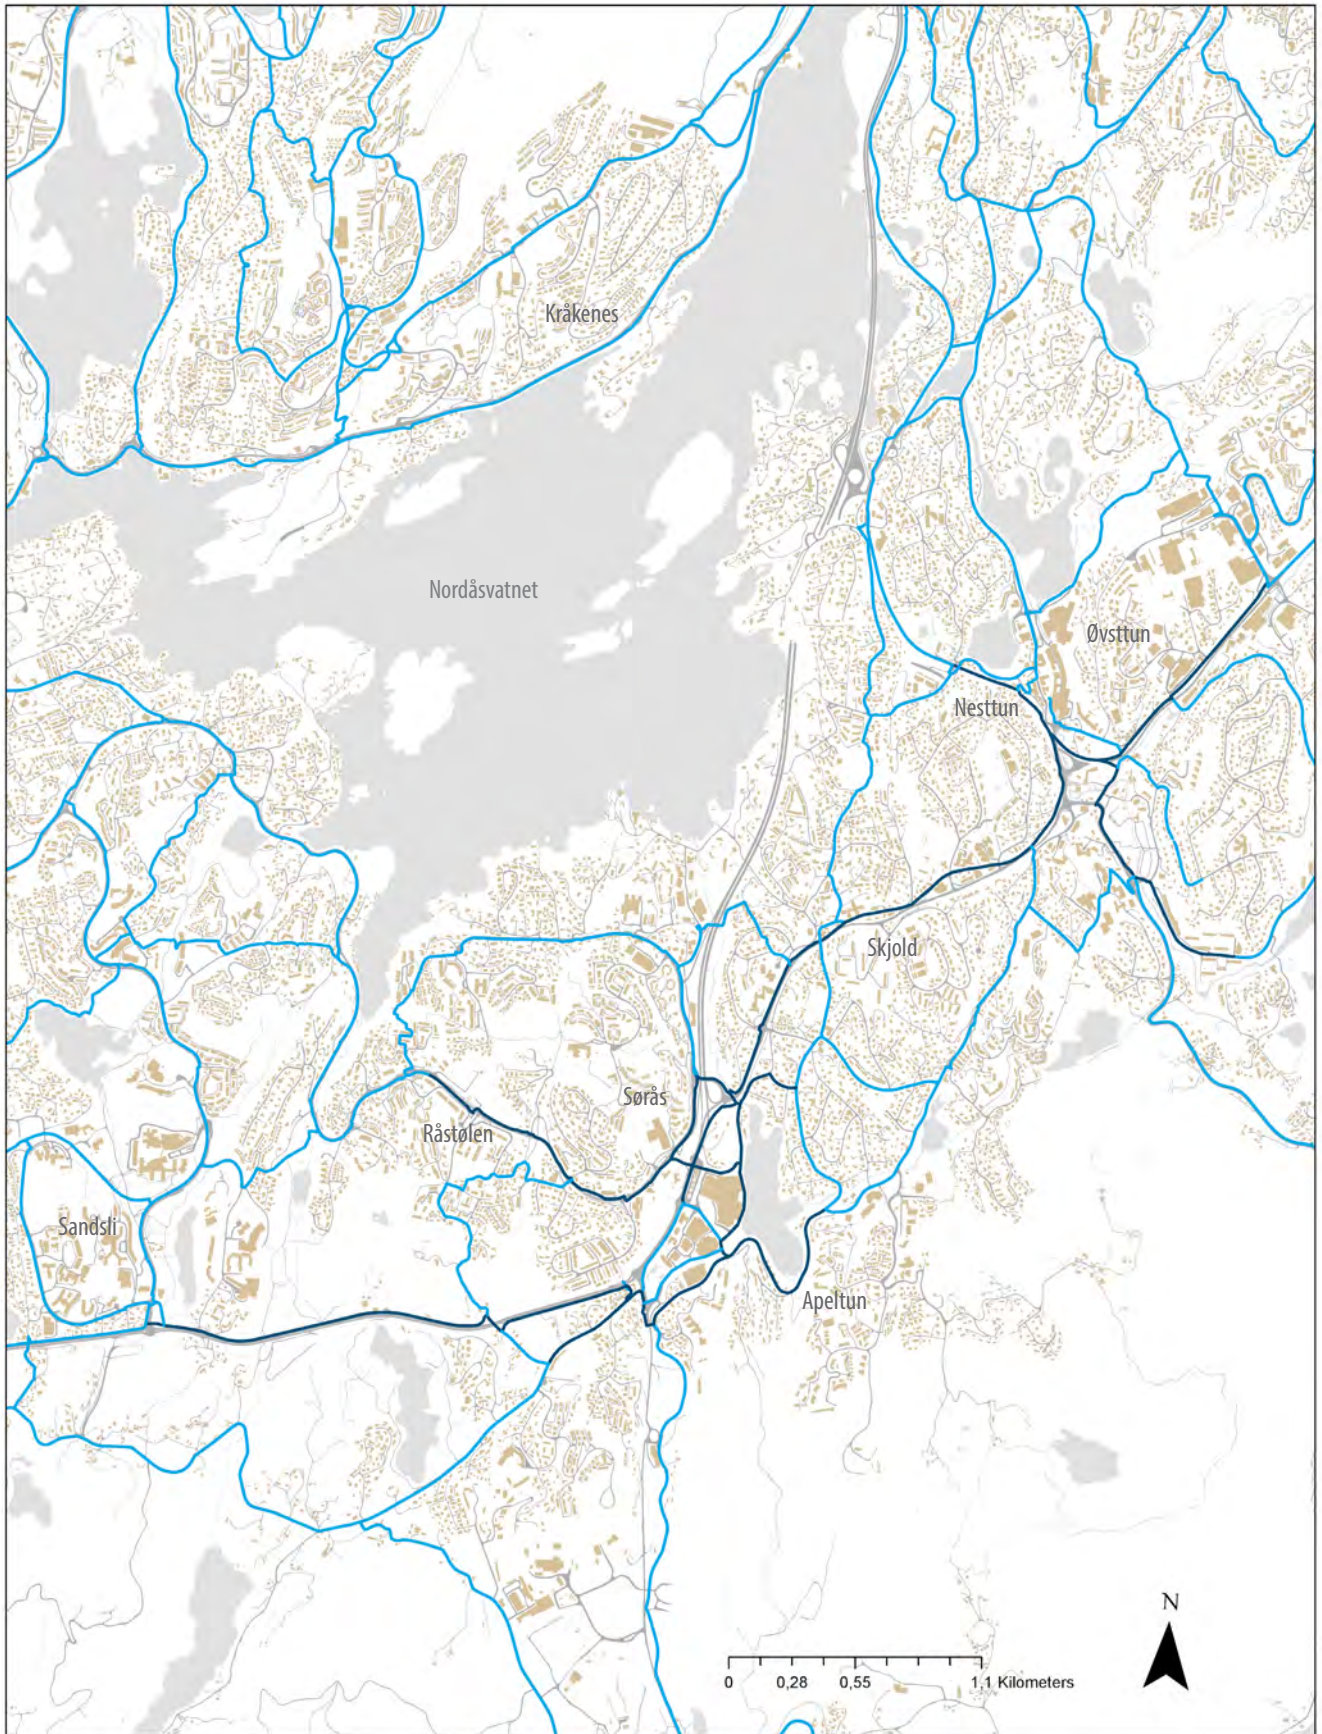 Kråkenes
Nordåsvatnet
Øvsttun
Nesttun
Skjold
Sørås
Råstølen
Sandsli
Apeltun
N
0 0,28 0,55 1,1 Kilometers